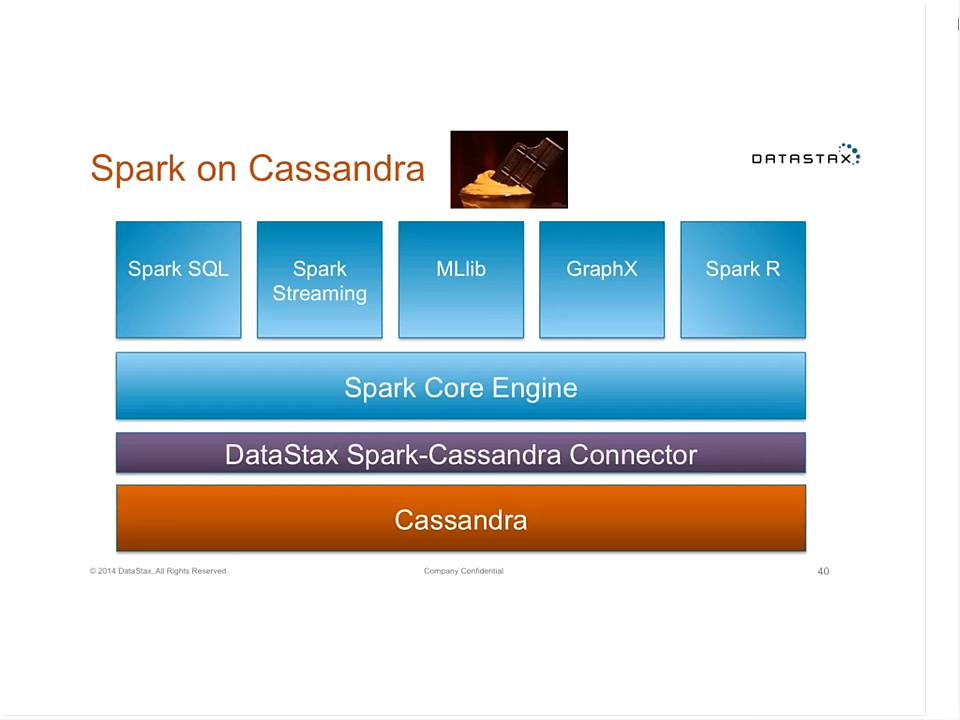 Spark on Cassandra
DATASTAX
Spark SQL
Spark
Streaming
MLlib
GraphX
Spark R
Spark Core Engine
DataStax Spark-Cassandra Connector
Cassandra
© 2014 DataStax, All Rights Reserved.
Company Confidential
40